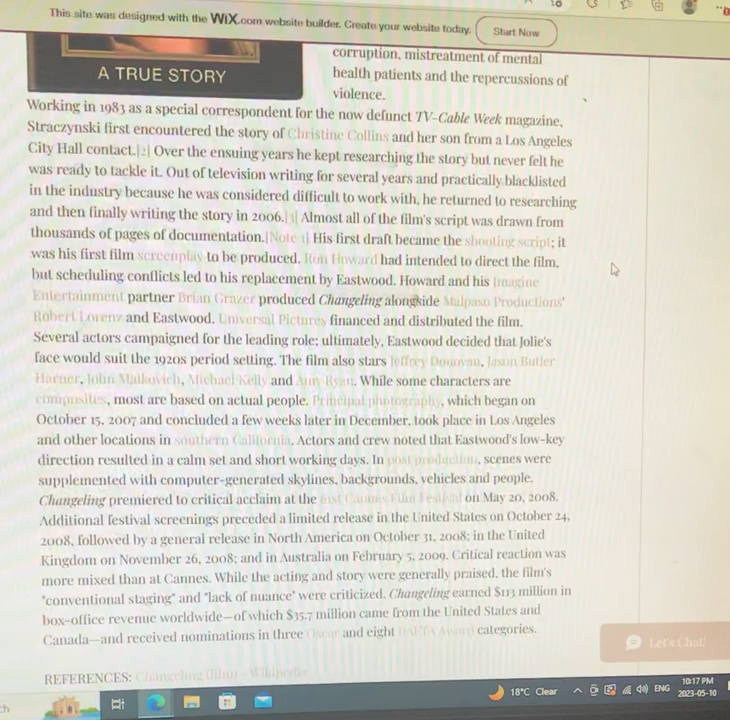 This site was designed with the WiX.com website builder. Create your website today. Start Now
A TRUE STORY
corruption, mistreatment of mental
health patients and the repercussions of
violence.
Working in 1983 as a special correspondent for the now defunct TV-Cable Week magazine,
Straczynski first encountered the story of Christine Collins and her son from a Los Angeles
City Hall contact.[2] Over the ensuing years he kept researching the story but never felt he
was ready to tackle it. Out of television writing for several years and practically blacklisted
in the industry because he was considered difficult to work with, he returned to researching
and then finally writing the story in 2006.[3] Almost all of the film's script was drawn from
thousands of pages of documentation.[Note 1] His first draft became the shooting script; it
was his first film screenplay to be produced. Ron Howard had intended to direct the film,
but scheduling conflicts led to his replacement by Eastwood. Howard and his Imagine
Entertainment partner Brian Grazer produced Changeling alongside Malpaso Productions'
Robert Lorenz and Eastwood. Universal Pictures financed and distributed the film.
Several actors campaigned for the leading role; ultimately, Eastwood decided that Jolie's
face would suit the 1920s period setting. The film also stars Jeffrey Donovan, Jason Butler
Harner, John Malkovich, Michael Kelly and Amy Ryan. While some characters are
composites, most are based on actual people. Principal photography, which began on
October 15, 2007 and concluded a few weeks later in December, took place in Los Angeles
and other locations in southern California. Actors and crew noted that Eastwood's low-key
direction resulted in a calm set and short working days. In post production, scenes were
supplemented with computer-generated skylines, backgrounds, vehicles and people.
Changeling premiered to critical acclaim at the 61st Cannes Film Festival on May 20, 2008.
Additional festival screenings preceded a limited release in the United States on October 24,
2008, followed by a general release in North America on October 31, 2008; in the United
Kingdom on November 26, 2008; and in Australia on February 5, 2009. Critical reaction was
more mixed than at Cannes. While the acting and story were generally praised, the film's
"conventional staging" and "lack of nuance" were criticized. Changeling earned $113 million in
box-office revenue worldwide—of which $35.7 million came from the United States and
Canada—and received nominations in three Oscar and eight BAFTA Award categories.
Let's Chat!
REFERENCES: Changeling (film) - Wikipedia
18°C Clear ENG 10:17 PM
2023-05-10